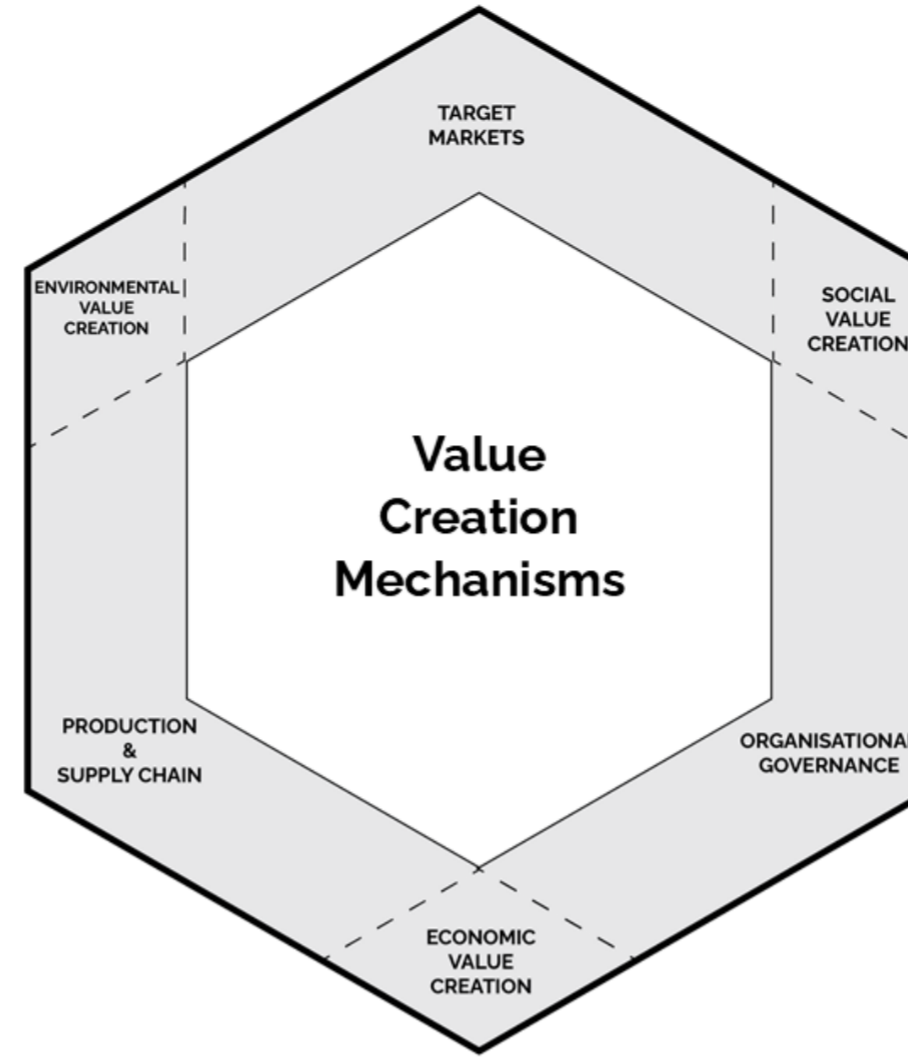 TARGET
MARKETS
ENVIRONMENTAL
VALUE
CREATION
SOCIAL
VALUE
CREATION
Value
Creation
Mechanisms
PRODUCTION
&
SUPPLY CHAIN
ORGANISATIONAL
GOVERNANCE
ECONOMIC
VALUE
CREATION